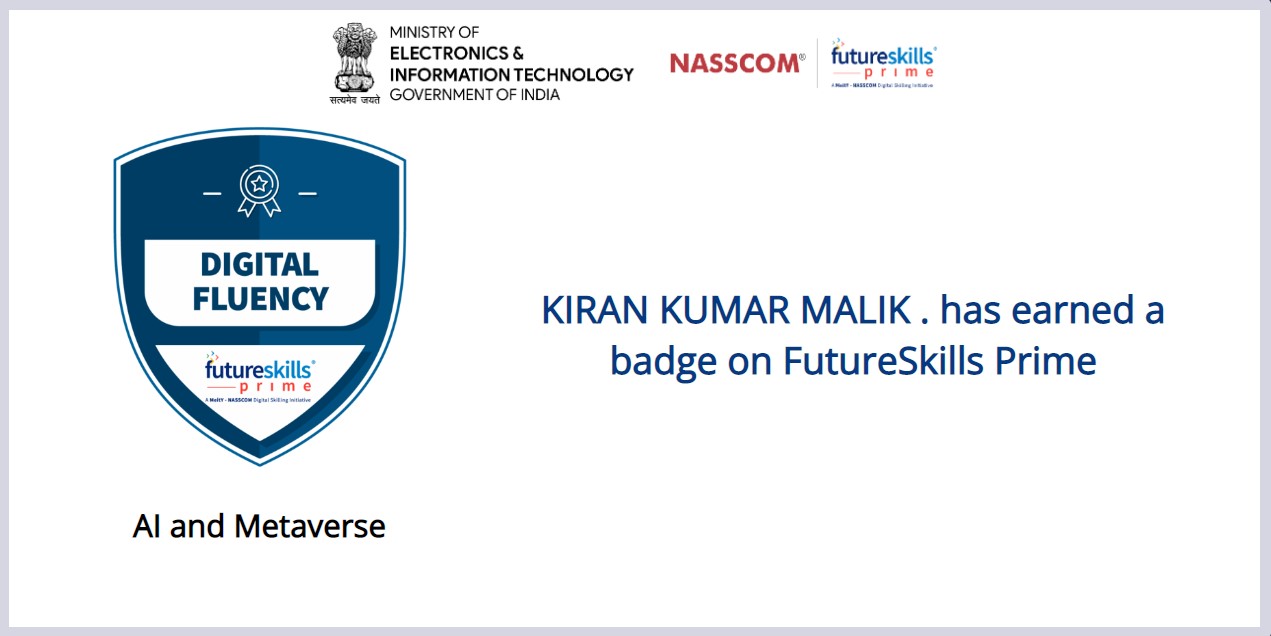 MINISTRY OF
ELECTRONICS &
INFORMATION TECHNOLOGY
GOVERNMENT OF INDIA
सत्यमेव जयते
NASSCOM®
futureskills®
prime
A MeitY - NASSCOM Digital Skilling Initiative
DIGITAL
FLUENCY
futureskills®
prime
A MeitY - NASSCOM Digital Skilling Initiative
AI and Metaverse
KIRAN KUMAR MALIK . has earned a
badge on FutureSkills Prime